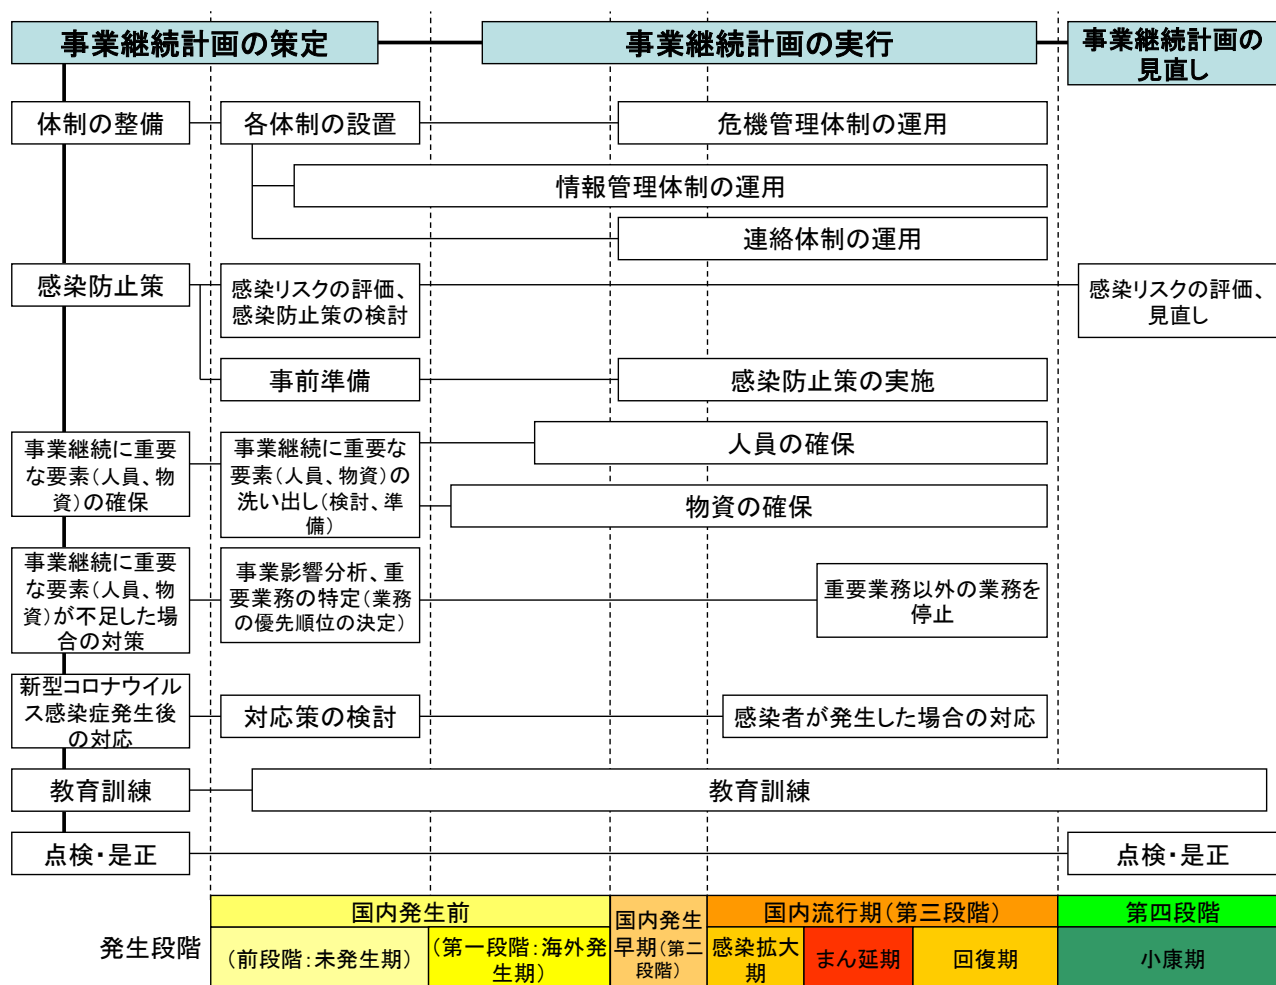 事業継続計画の策定
事業継続計画の実行
事業継続計画の
見直し
体制の整備
各体制の設置
危機管理体制の運用
情報管理体制の運用
連絡体制の運用
感染防止策
感染リスクの評価、
感染防止策の検討
感染リスクの評価、
見直し
事前準備
感染防止策の実施
事業継続に重要
な要素(人員、物
資)の確保
事業継続に重要な
要素(人員、物資)の
洗い出し(検討、準
備)
人員の確保
物資の確保
事業継続に重要
な要素(人員、物
資)が不足した場
合の対策
事業影響分析、重
要業務の特定(業務
の優先順位の決定)
重要業務以外の業務を
停止
新型コロナウイル
ス感染症発生後
の対応
対応策の検討
感染者が発生した場合の対応
教育訓練
教育訓練
点検・是正
点検・是正
発生段階
国内発生前
(前段階:未発生期)
(第一段階:海外発
生期)
国内発生
早期(第二
段階)
国内流行期(第三段階)
感染拡大
期
まん延期
回復期
第四段階
小康期